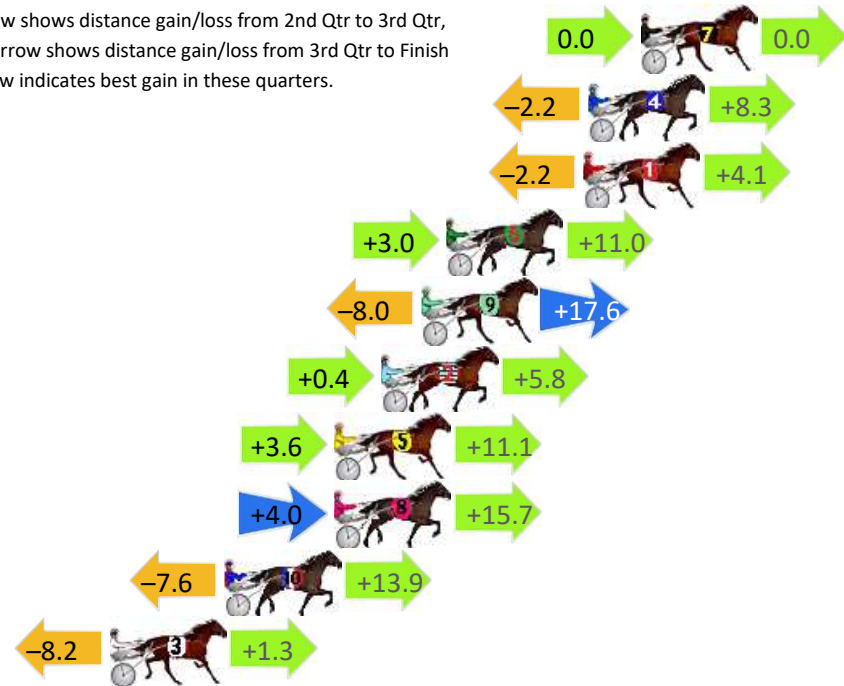 w shows distance gain/loss from 2nd Qtr to 3rd Qtr,
rrow shows distance gain/loss from 3rd Qtr to Finish
w indicates best gain in these quarters.
0.0 7 0.0
–2.2 4 +8.3
–2.2 1 +4.1
+3.0 6 +11.0
–8.0 9 +17.6
+0.4 2 +5.8
+3.6 5 +11.1
+4.0 8 +15.7
–7.6 10 +13.9
–8.2 3 +1.3